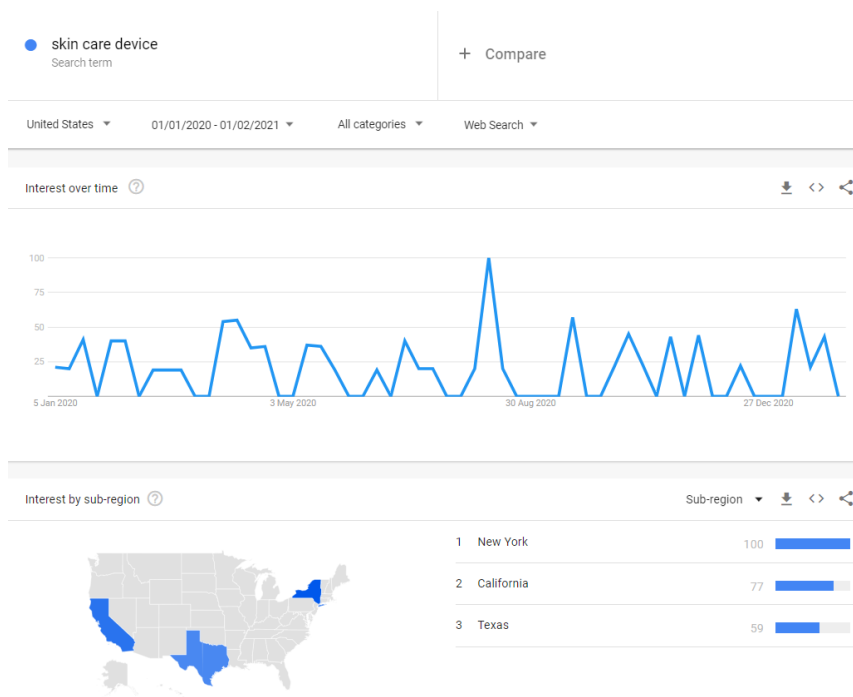 skin care device
Search term
+ Compare
United States
01/01/2020 - 01/02/2021
All categories
Web Search
Interest over time ?
100
75
50
25
5 Jan 2020
3 May 2020
30 Aug 2020
27 Dec 2020
Interest by sub-region ?
Sub-region
1 New York 100
2 California 77
3 Texas 59